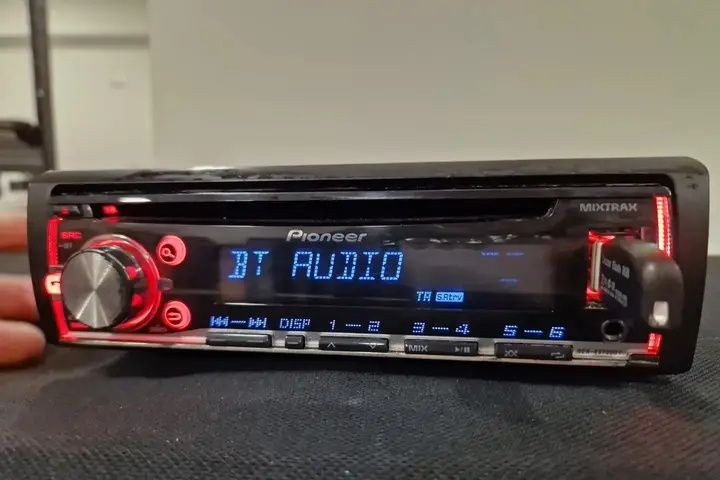 MIXTRAX
SRC
Pioneer
BT AUDIO
TA S.Rtrv
DISP 1 2 3 4 5 6
MIX